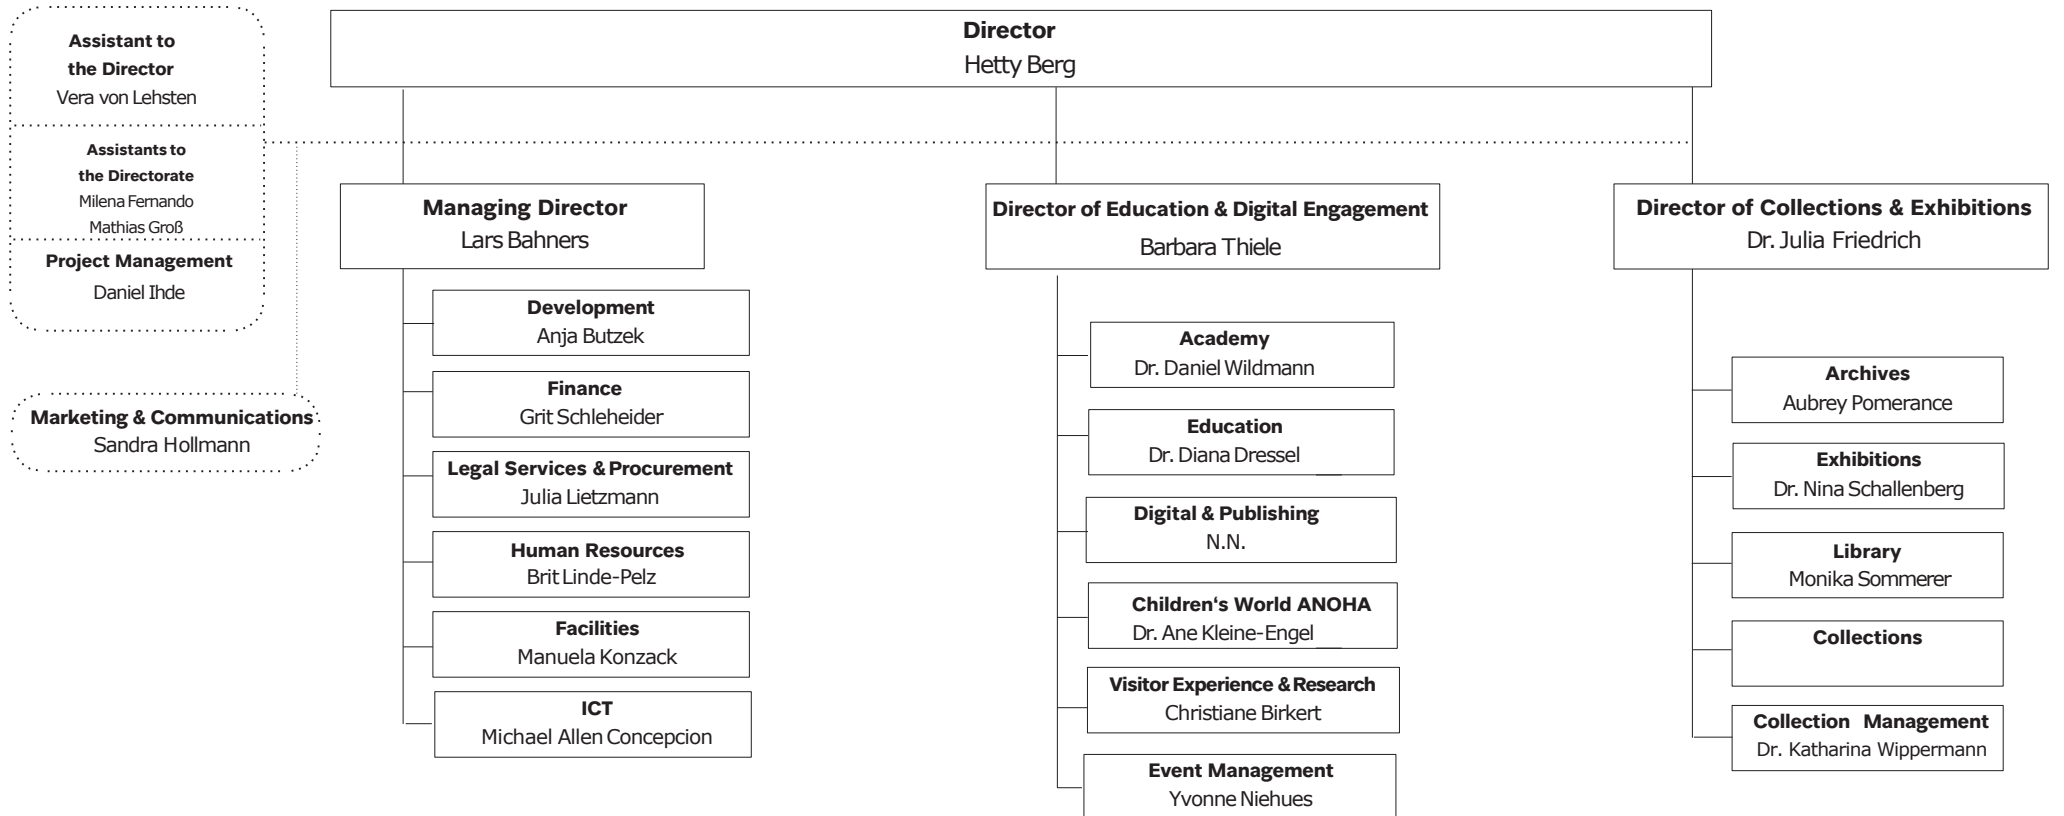 Assistant to
the Director
Vera von Lehsten
Assistants to
the Directorate
Milena Fernando
Mathias Groß
Project Management
Daniel Ihde
Marketing & Communications
Sandra Hollmann
Director
Hetty Berg
Managing Director
Lars Bahners
Development
Anja Butzek
Finance
Grit Schleheider
Legal Services & Procurement
Julia Lietzmann
Human Resources
Brit Linde-Pelz
Facilities
Manuela Konzack
ICT
Michael Allen Concepcion
Director of Education & Digital Engagement
Barbara Thiele
Academy
Dr. Daniel Wildmann
Education
Dr. Diana Dressel
Digital & Publishing
N.N.
Children‘s World ANOHA
Dr. Ane Kleine-Engel
Visitor Experience & Research
Christiane Birkert
Event Management
Yvonne Niehues
Director of Collections & Exhibitions
Dr. Julia Friedrich
Archives
Aubrey Pomerance
Exhibitions
Dr. Nina Schallenberg
Library
Monika Sommerer
Collections
Collection Management
Dr. Katharina Wippermann